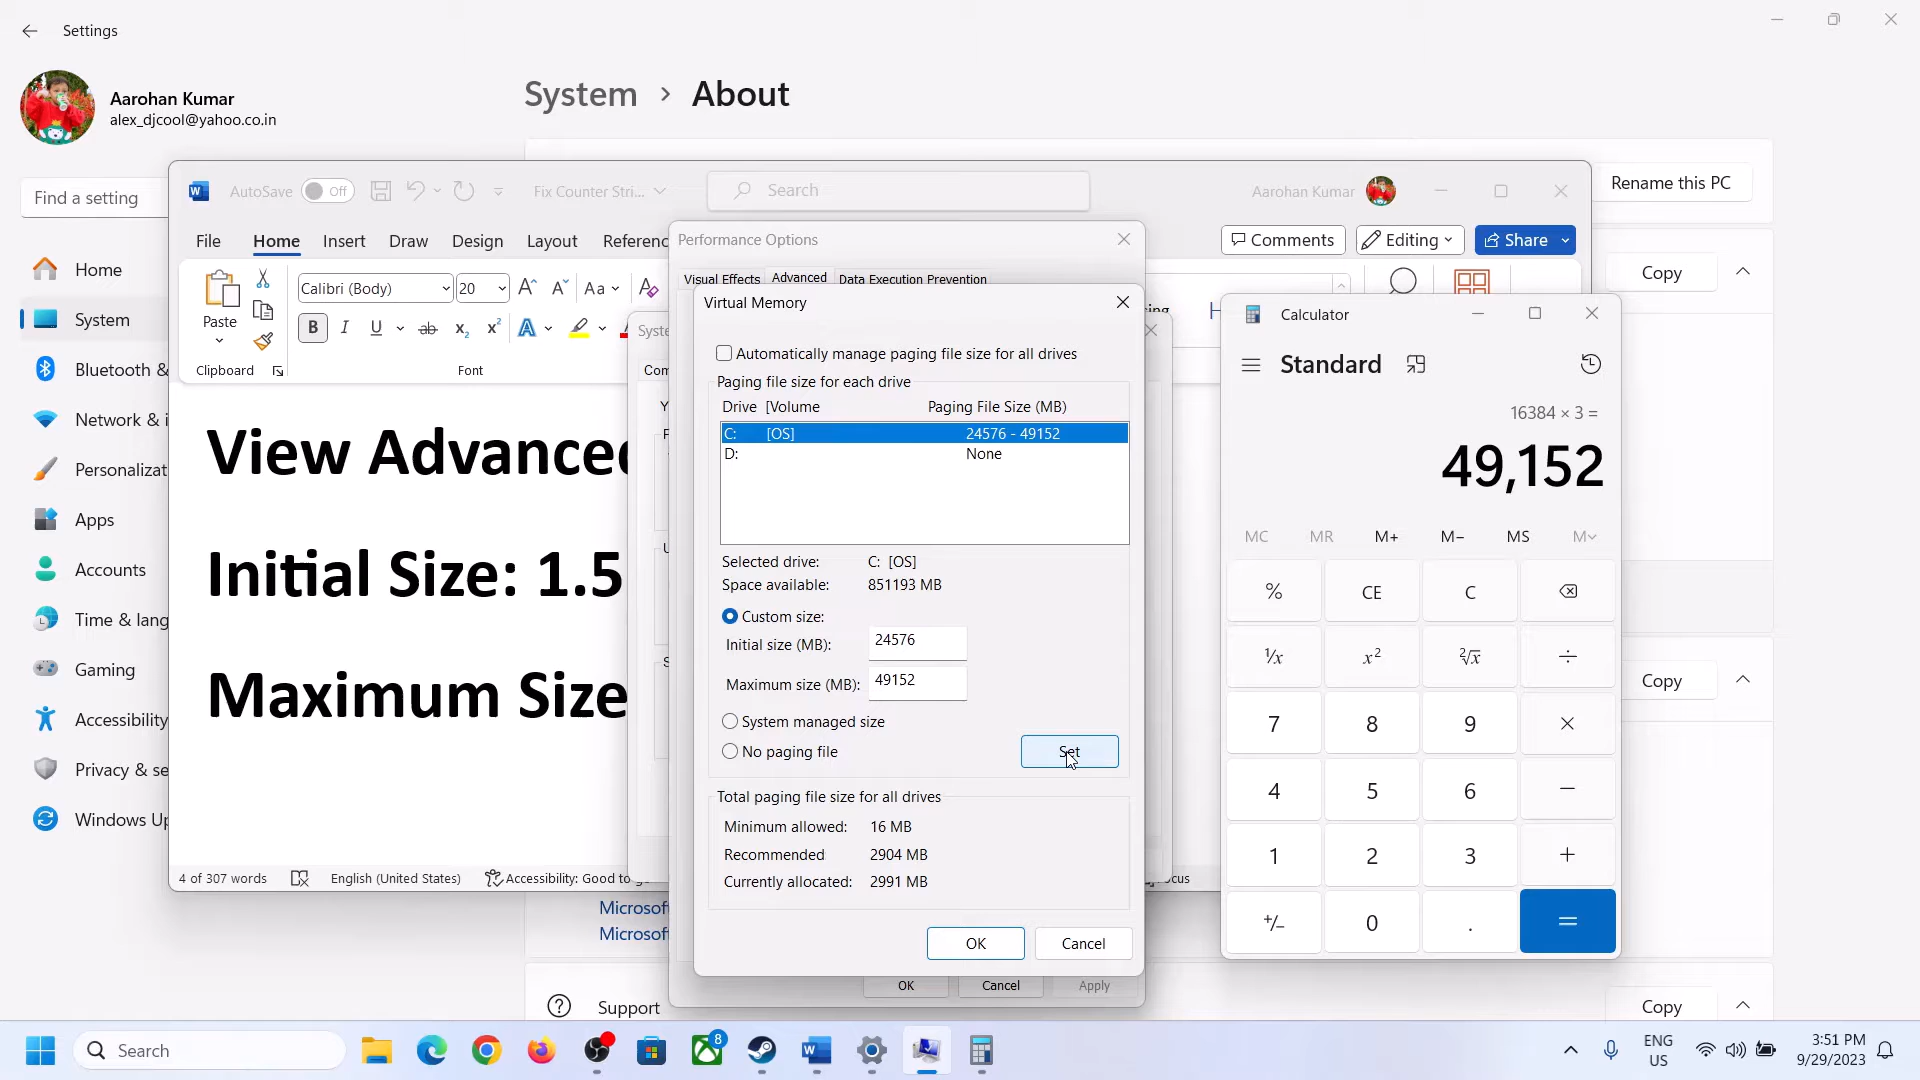 Settings
Aarohan Kumar
alex_djcool@yahoo.co.in
Find a setting
Home
System
Bluetooth &
Network & i
Personalizat
Apps
Accounts
Time & lang
Gaming
Accessibility
Privacy & se
Windows Up
System > About
Rename this PC
Copy
Copy
Copy
Support
Microsof
Microsof
AutoSave Off
Fix Counter Stri...
Search
Aarohan Kumar
File Home Insert Draw Design Layout Referenc
Comments Editing Share
Paste
Clipboard
Calibri (Body) 20
Aa
B I U ab x₂ x² A
Font
View Advanced
Initial Size: 1.5
Maximum Size
4 of 307 words English (United States) Accessibility: Good to
Performance Options
Visual Effects Advanced Data Execution Prevention
OK Cancel Apply
Virtual Memory
Automatically manage paging file size for all drives
Paging file size for each drive
Drive [Volume Paging File Size (MB)
C: [OS] 24576 - 49152
D: None
Selected drive: C: [OS]
Space available: 851193 MB
Custom size:
Initial size (MB): 24576
Maximum size (MB): 49152
System managed size
No paging file
Set
Total paging file size for all drives
Minimum allowed: 16 MB
Recommended 2904 MB
Currently allocated: 2991 MB
OK Cancel
Calculator
Standard
16384 × 3 =
49,152
MC MR M+ M− MS M˅
% CE C
¹/x x² ²√x ÷
7 8 9 ×
4 5 6 −
1 2 3 +
+/− 0 . =
Search
8
ENG
US
3:51 PM
9/29/2023